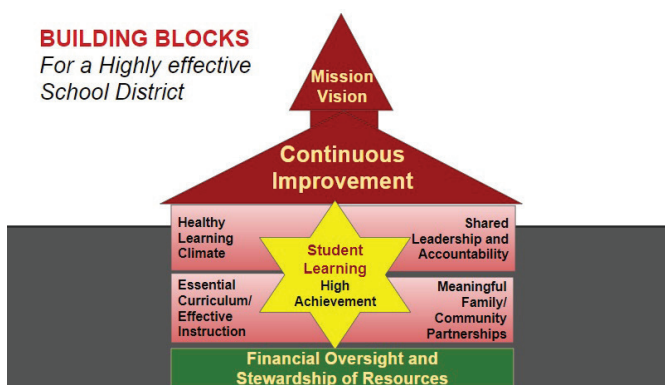 BUILDING BLOCKS
For a Highly effective
School District
Mission
Vision
Continuous
Improvement
Healthy
Learning
Climate
Shared
Leadership and
Accountability
Student
Learning
High
Achievement
Essential
Curriculum/
Effective
Instruction
Meaningful
Family/
Community
Partnerships
Financial Oversight and
Stewardship of Resources